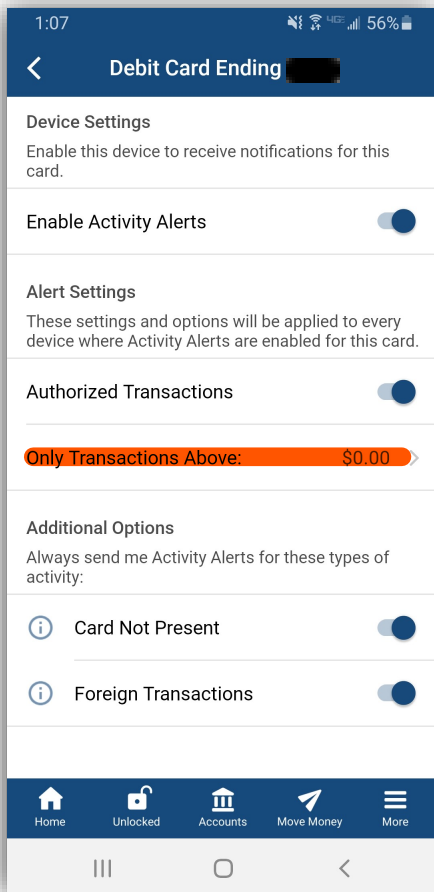 1:07 4GE 56%
Debit Card Ending
Device Settings
Enable this device to receive notifications for this
card.
Enable Activity Alerts
Alert Settings
These settings and options will be applied to every
device where Activity Alerts are enabled for this card.
Authorized Transactions
Only Transactions Above: $0.00
Additional Options
Always send me Activity Alerts for these types of
activity:
Card Not Present
Foreign Transactions
Home Unlocked Accounts Move Money More